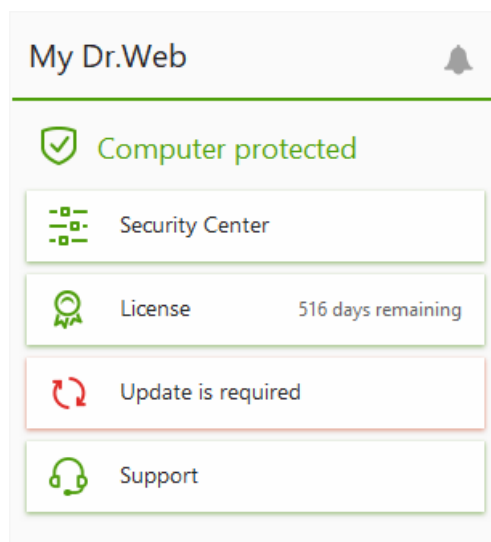 My Dr.Web
Computer protected
Security Center
License 516 days remaining
Update is required
Support